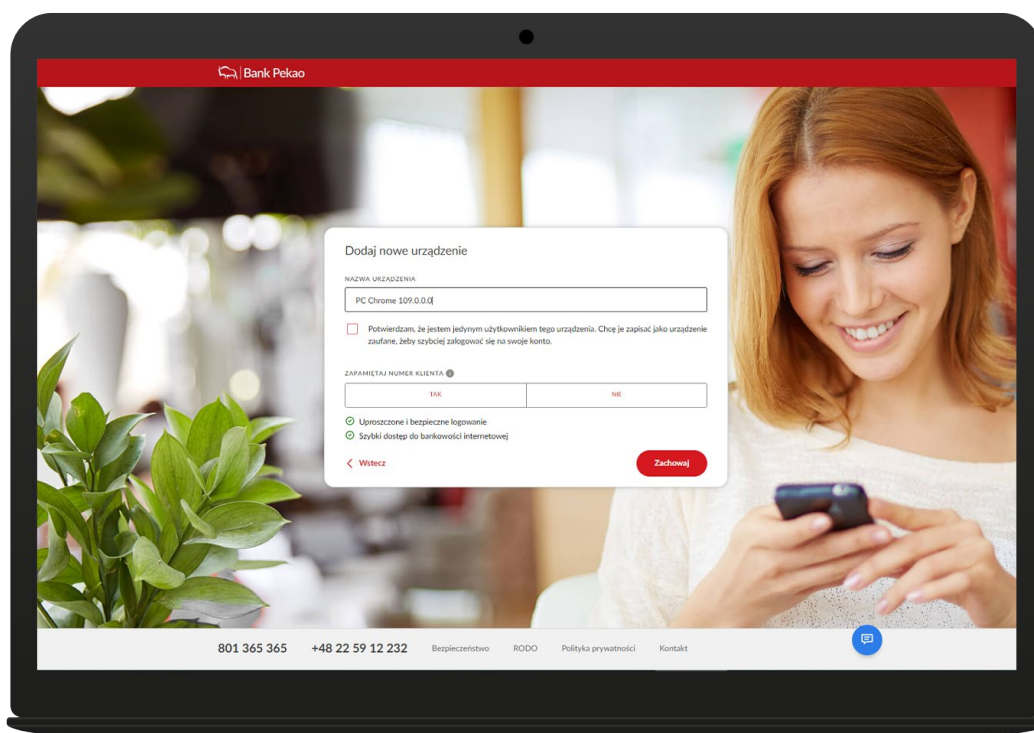 Bank Pekao
Dodaj nowe urządzenie
NAZWA URZĄDZENIA
PC Chrome 109.0.0.0
Potwierdzam, że jestem jedynym użytkownikiem tego urządzenia. Chcę je zapisać jako urządzenie
zaufane, żeby szybciej zalogować się na swoje konto.
ZAPAMIĘTAJ NUMER KLIENTA
TAK NIE
Uproszczone i bezpieczne logowanie
Szybki dostęp do bankowości internetowej
Wstecz Zachowaj
801 365 365 +48 22 59 12 232 Bezpieczeństwo RODO Polityka prywatności Kontakt